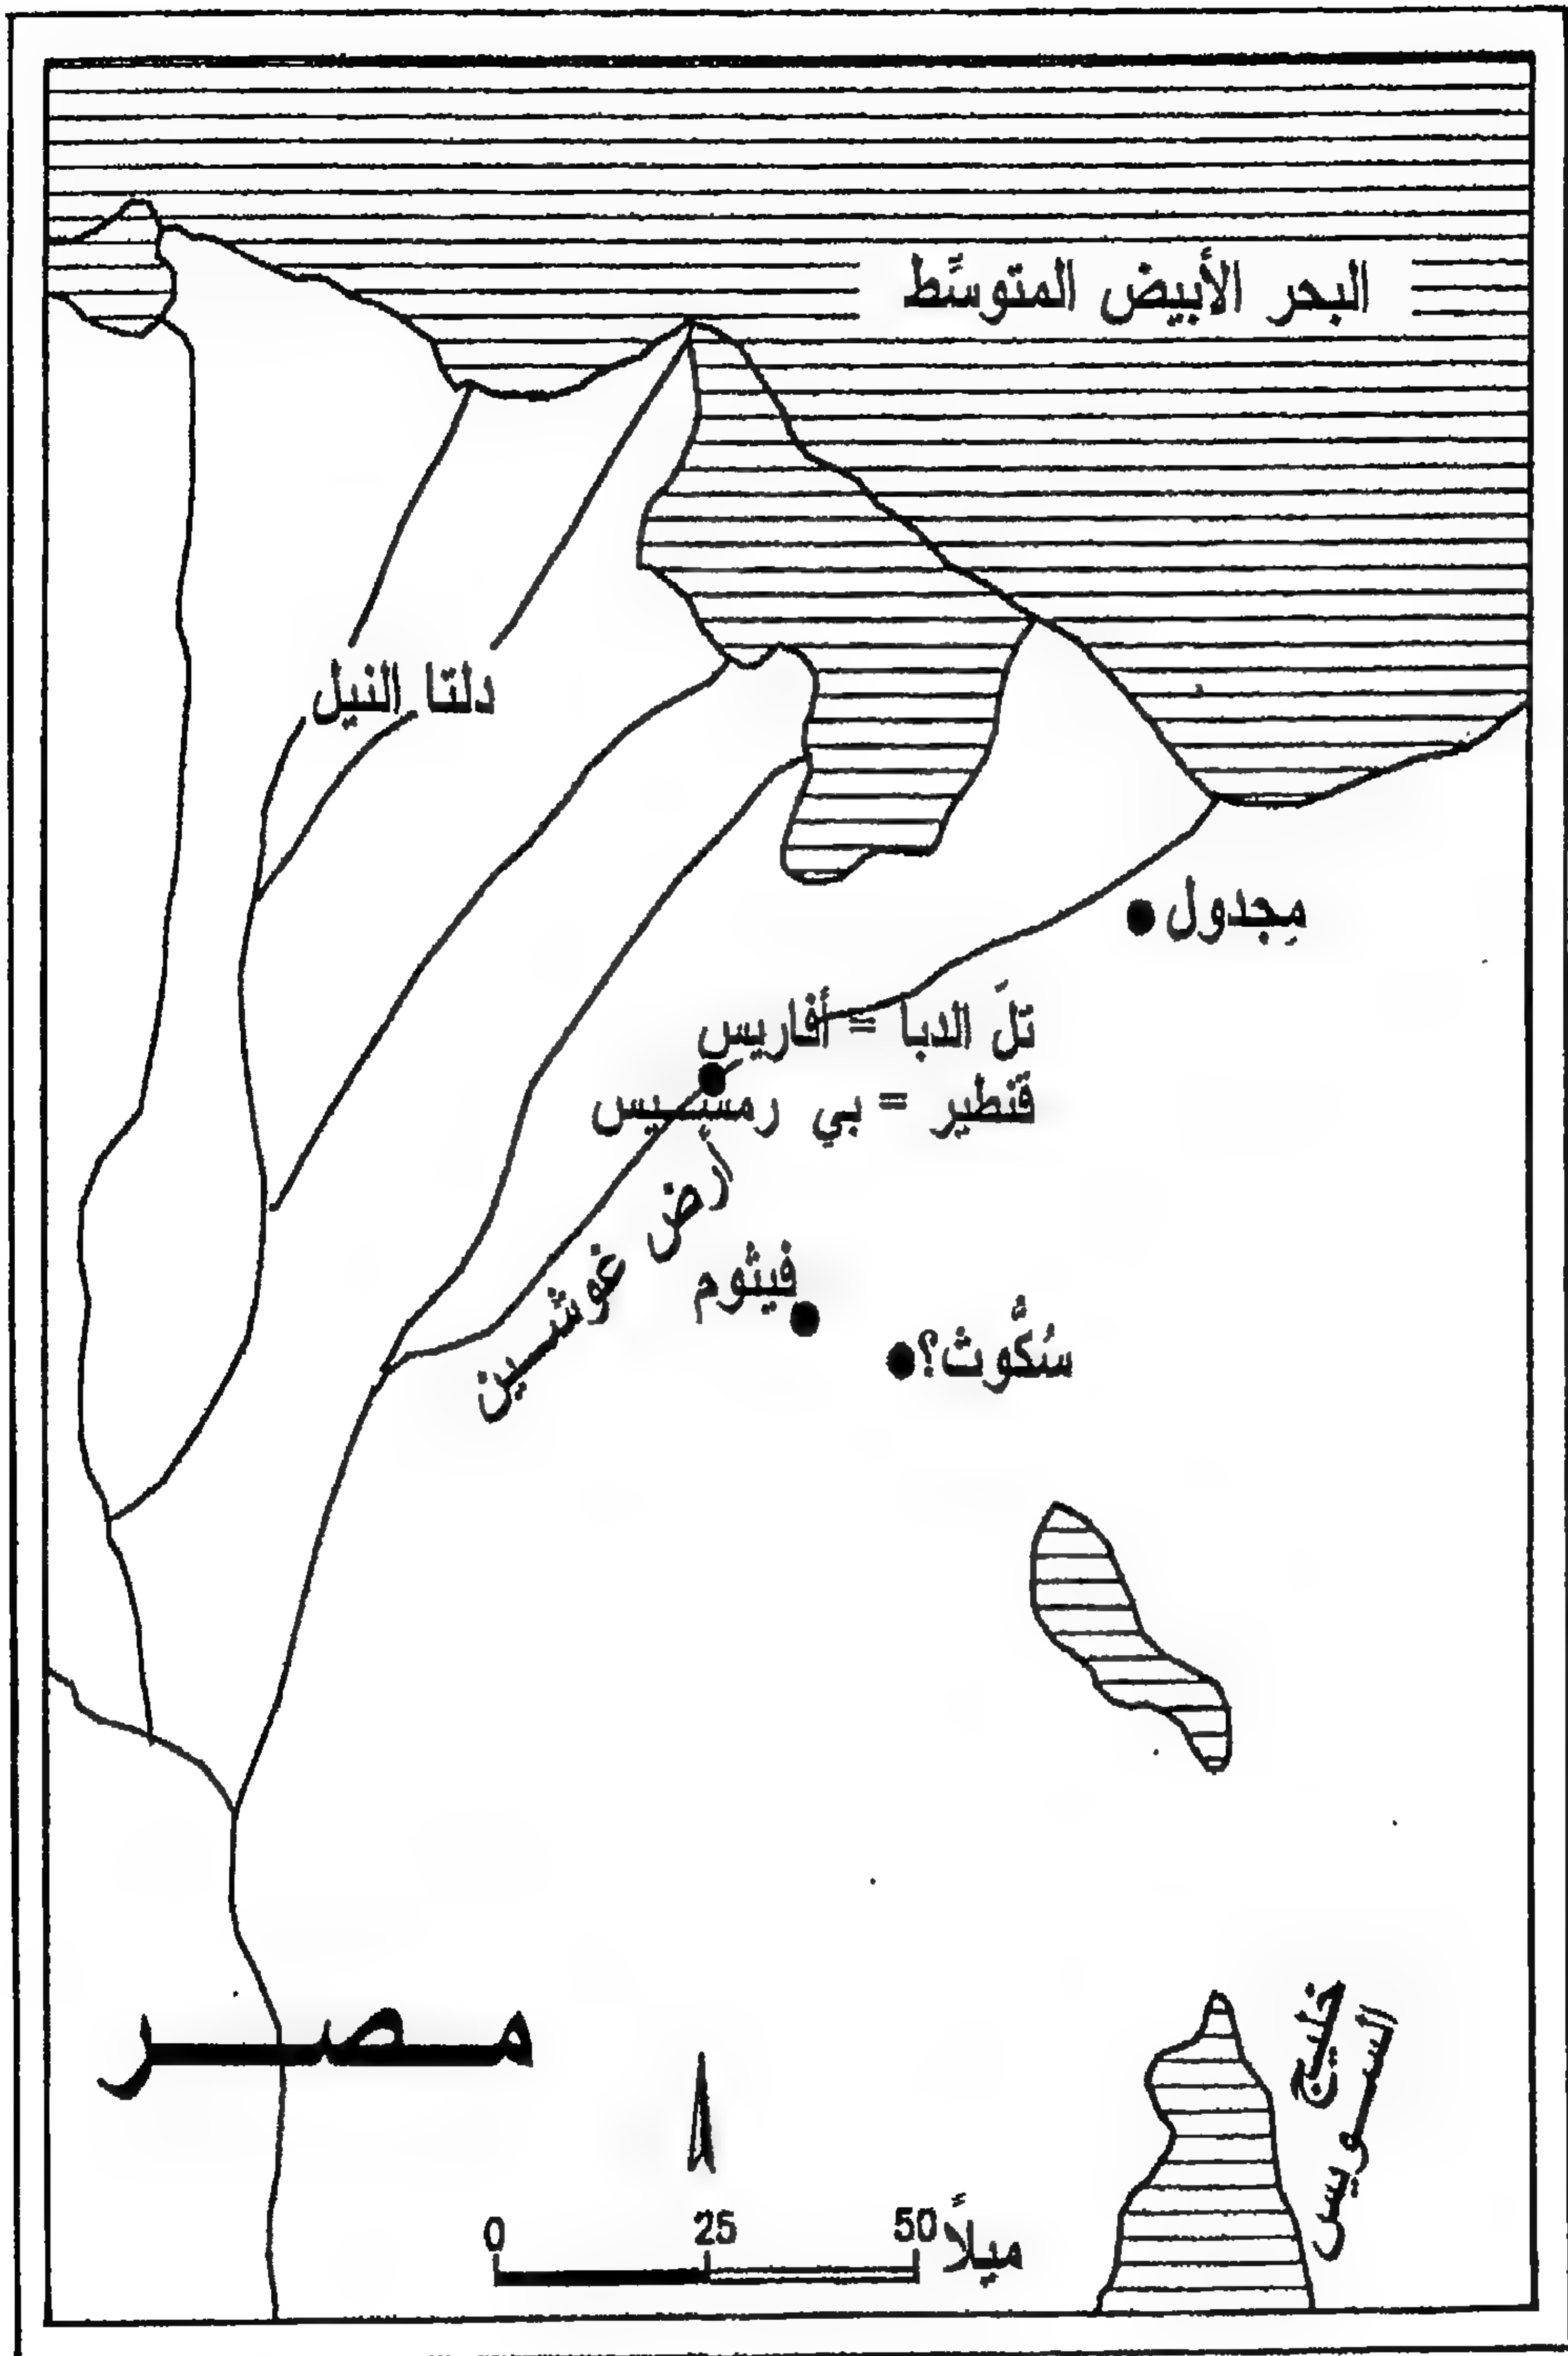 البحر الأبيض المتوسِّط
دلتا النيل
مِجدول
تلّ الدبا = أفاريس
قنطير = بي رمسيس
أرض غوشين
فيثوم
سُكُّوث؟
مصر
خليج
السويس
0 25 50 ميلاً